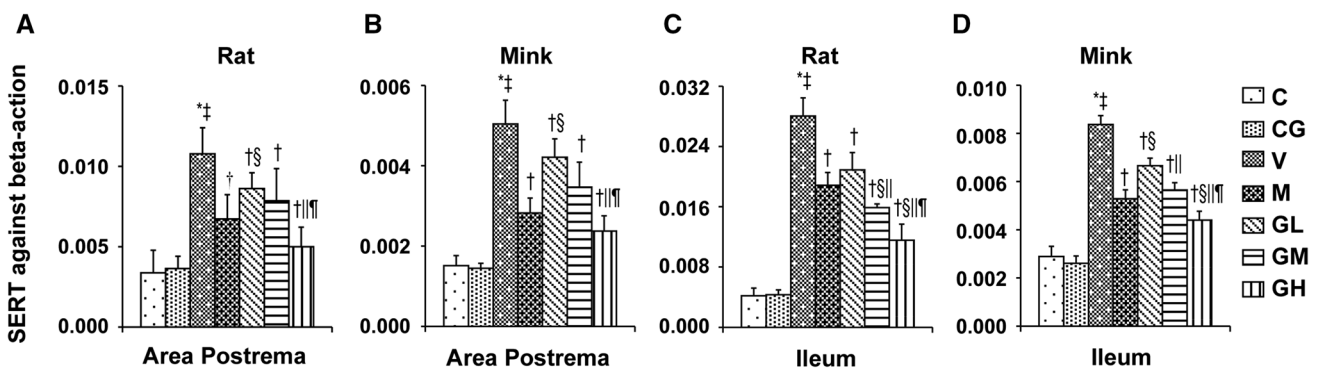 A
B
C
D
Rat
Mink
Rat
Mink
SERT against beta-action
0.015
0.010
0.005
0.000
*‡
†
†§
†
†||¶
Area Postrema
0.006
0.004
0.002
0.000
*‡
†
†§
†
†||¶
Area Postrema
0.032
0.024
0.016
0.008
0.000
*‡
†
†
†§||
†§||¶
Ileum
0.010
0.008
0.006
0.004
0.002
0.000
*‡
†
†§
†||
†§||¶
Ileum
C
CG
V
M
GL
GM
GH